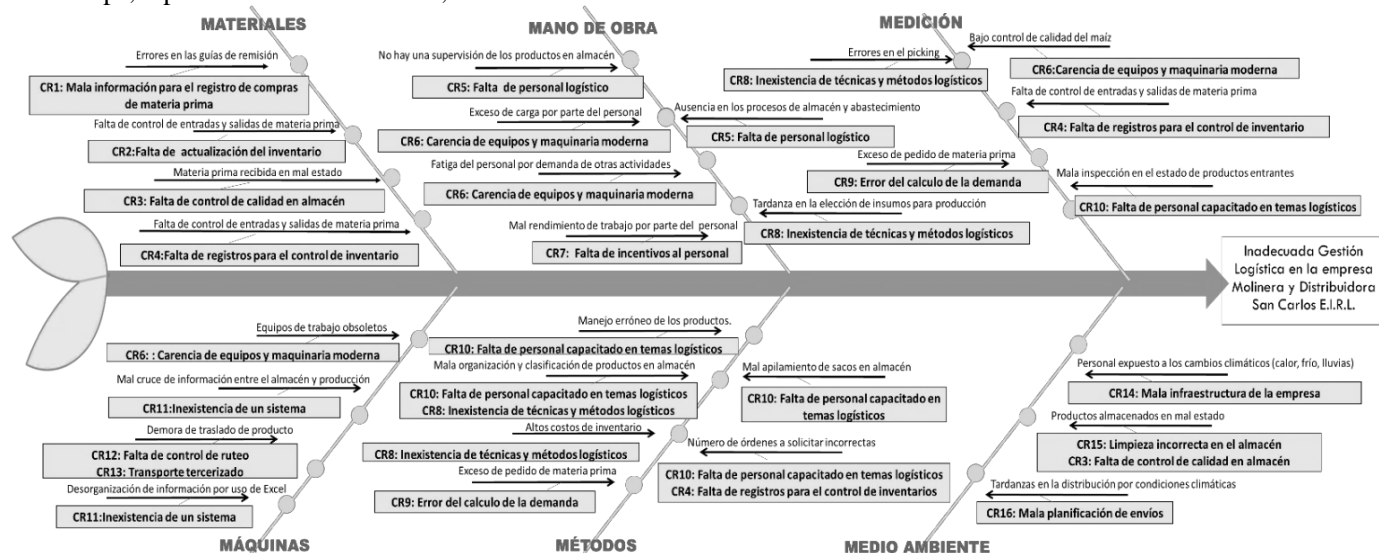 MATERIALES
Errores en las guías de remisión
CR1: Mala información para el registro de compras
de materia prima
Falta de control de entradas y salidas de materia prima
CR2:Falta de actualización del inventario
Materia prima recibida en mal estado
CR3: Falta de control de calidad en almacén
Falta de control de entradas y salidas de materia prima
CR4:Falta de registros para el control de inventario
MANO DE OBRA
No hay una supervisión de los productos en almacén
CR5: Falta de personal logístico
Exceso de carga por parte del personal
CR6: Carencia de equipos y maquinaria moderna
Fatiga del personal por demanda de otras actividades
CR6: Carencia de equipos y maquinaria moderna
Mal rendimiento de trabajo por parte del personal
CR7: Falta de incentivos al personal
Ausencia en los procesos de almacén y abastecimiento
CR5: Falta de personal logístico
Tardanza en la elección de insumos para producción
CR8: Inexistencia de técnicas y métodos logísticos
MEDICIÓN
Errores en el picking
CR8: Inexistencia de técnicas y métodos logísticos
Exceso de pedido de materia prima
CR9: Error del calculo de la demanda
Bajo control de calidad del maíz
CR6:Carencia de equipos y maquinaria moderna
Falta de control de entradas y salidas de materia prima
CR4: Falta de registros para el control de inventario
Mala inspección en el estado de productos entrantes
CR10: Falta de personal capacitado en temas logísticos
Inadecuada Gestión
Logística en la empresa
Molinera y Distribuidora
San Carlos E.I.R.L.
Equipos de trabajo obsoletos
CR6: : Carencia de equipos y maquinaria moderna
Mal cruce de información entre el almacén y producción
CR11:Inexistencia de un sistema
Demora de traslado de producto
CR12: Falta de control de ruteo
CR13: Transporte tercerizado
Desorganización de información por uso de Excel
CR11:Inexistencia de un sistema
MÁQUINAS
Manejo erróneo de los productos.
CR10: Falta de personal capacitado en temas logísticos
Mala organización y clasificación de productos en almacén
CR10: Falta de personal capacitado en temas logísticos
CR8: Inexistencia de técnicas y métodos logísticos
Altos costos de inventario
CR8: Inexistencia de técnicas y métodos logísticos
Exceso de pedido de materia prima
CR9: Error del calculo de la demanda
Mal apilamiento de sacos en almacén
CR10: Falta de personal capacitado en
temas logísticos
Número de órdenes a solicitar incorrectas
CR10: Falta de personal capacitado en temas logísticos
CR4: Falta de registros para el control de inventarios
MÉTODOS
Personal expuesto a los cambios climáticos (calor, frío, lluvias)
CR14: Mala infraestructura de la empresa
Productos almacenados en mal estado
CR15: Limpieza incorrecta en el almacén
CR3: Falta de control de calidad en almacén
Tardanzas en la distribución por condiciones climáticas
CR16: Mala planificación de envíos
MEDIO AMBIENTE